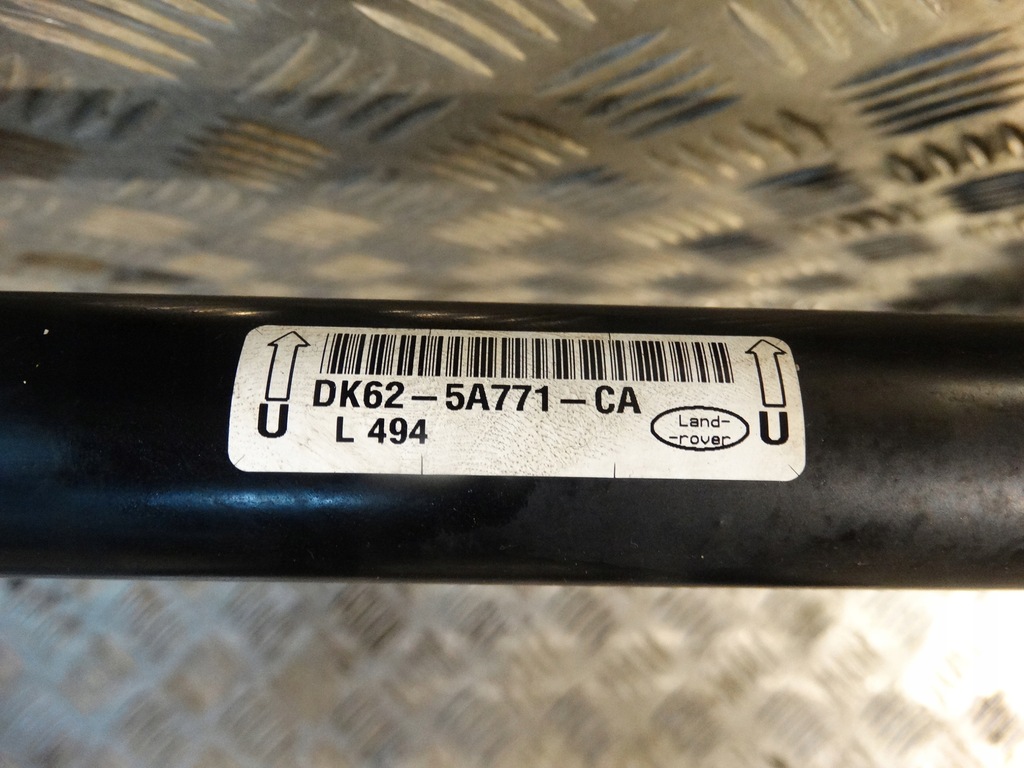 DK62-5A771-CA
L 494
Land-
-rover
U
U